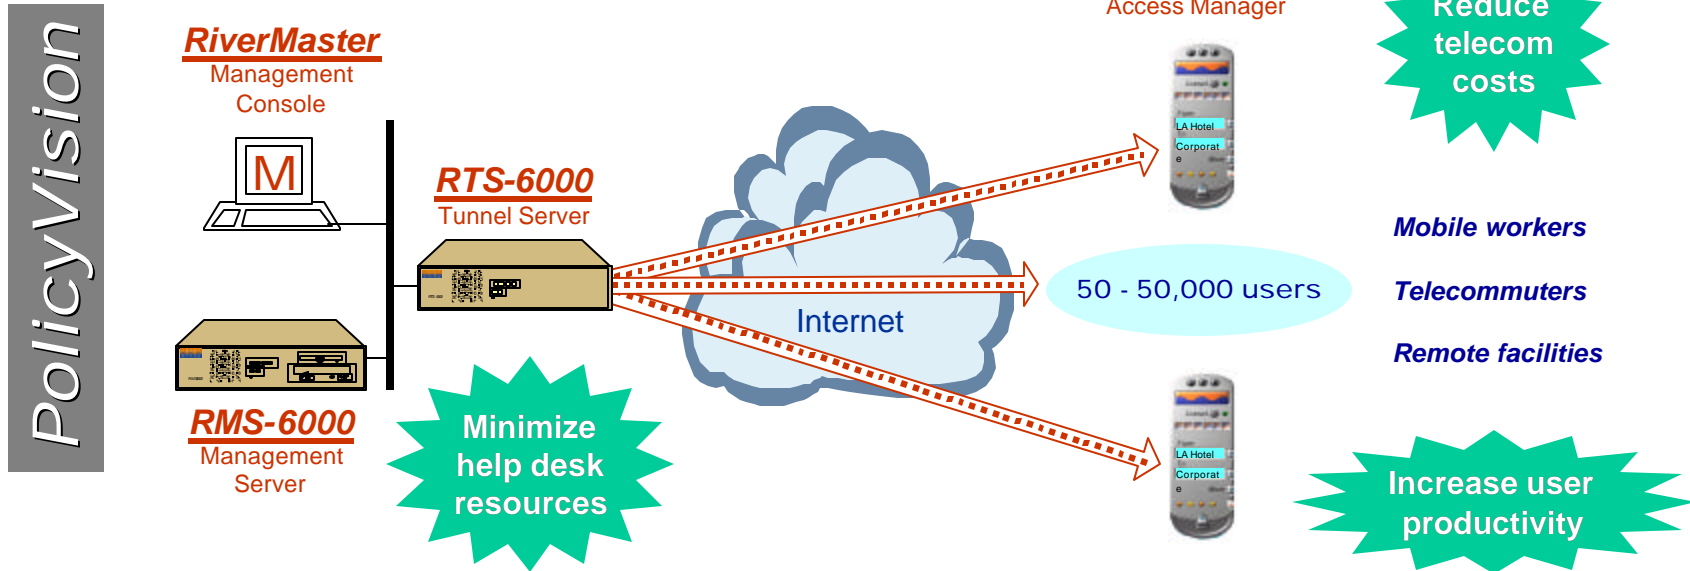 PolicyVision
RiverMaster
Management
Console
M
RTS-6000
Tunnel Server
RMS-6000
Management
Server
Minimize
help desk
resources
Internet
Access Manager
LA Hotel
Corporat
e
50 - 50,000 users
LA Hotel
Corporat
e
Reduce
telecom
costs
Mobile workers
Telecommuters
Remote facilities
Increase user
productivity